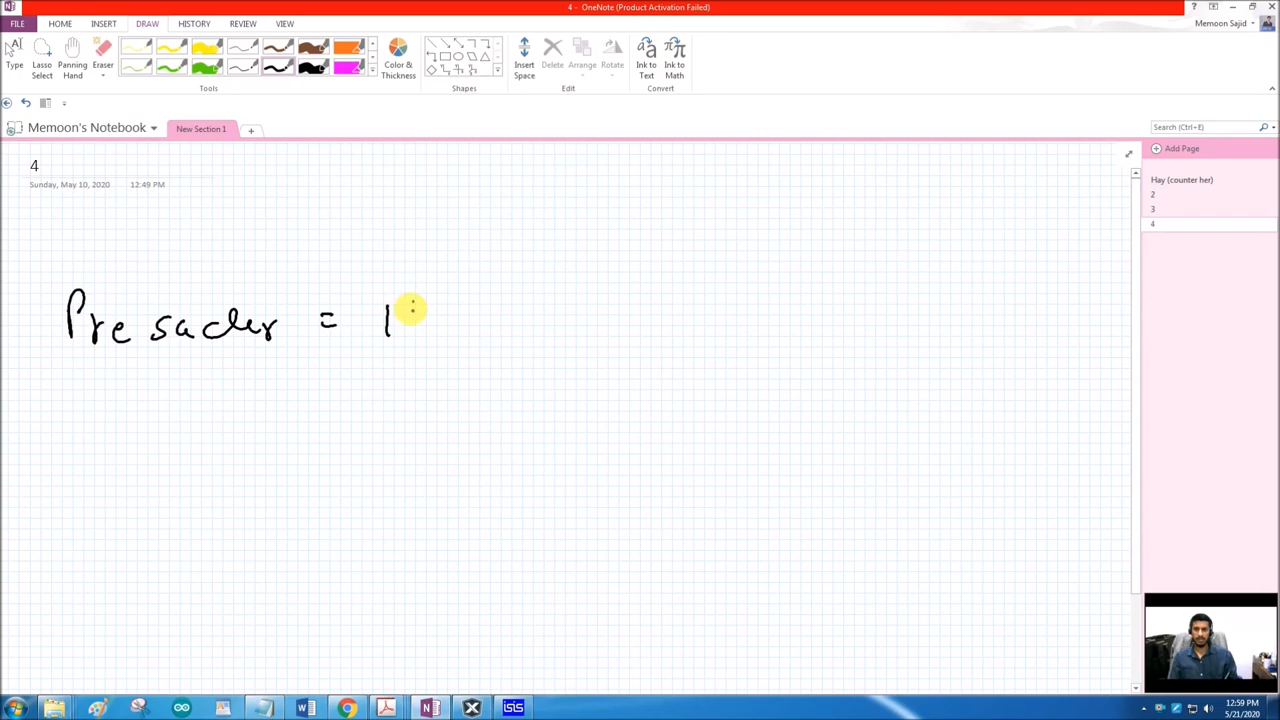 4 - OneNote (Product Activation Failed)
FILE HOME INSERT DRAW HISTORY REVIEW VIEW
Memoon Sajid
Type
Lasso Select
Panning Hand
Eraser
Color & Thickness
Insert Space
Delete
Arrange
Rotate
Ink to Text
Ink to Math
Tools
Shapes
Edit
Convert
Memoon's Notebook
New Section 1
Search (Ctrl+E)
Add Page
4
Sunday, May 10, 2020 12:49 PM
Hay (counter her)
2
3
4
= 1:
isis
12:59 PM
5/21/2020